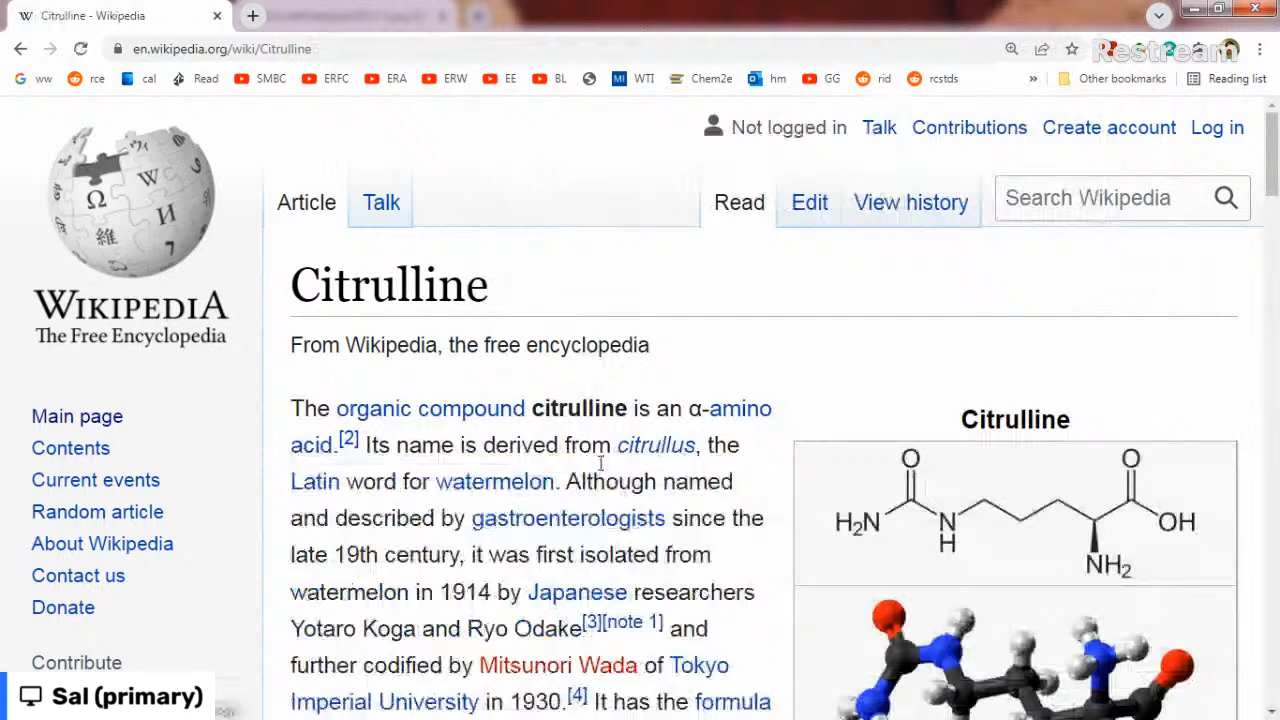 Citrulline - Wikipedia
en.wikipedia.org/wiki/Citrulline
Restream
ww rce cal Read SMBC ERFC ERA ERW EE BL WTI Chem2e hm GG rid rcstds » Other bookmarks Reading list
Not logged in Talk Contributions Create account Log in
Article Talk Read Edit View history Search Wikipedia
WIKIPEDIA
The Free Encyclopedia
Main page
Contents
Current events
Random article
About Wikipedia
Contact us
Donate
Contribute
Citrulline
From Wikipedia, the free encyclopedia
The organic compound citrulline is an α-amino
acid.[2] Its name is derived from citrullus, the
Latin word for watermelon. Although named
and described by gastroenterologists since the
late 19th century, it was first isolated from
watermelon in 1914 by Japanese researchers
Yotaro Koga and Ryo Odake[3][note 1] and
further codified by Mitsunori Wada of Tokyo
Imperial University in 1930.[4] It has the formula
Citrulline
O O
H₂N N OH
H
NH₂
Sal (primary)